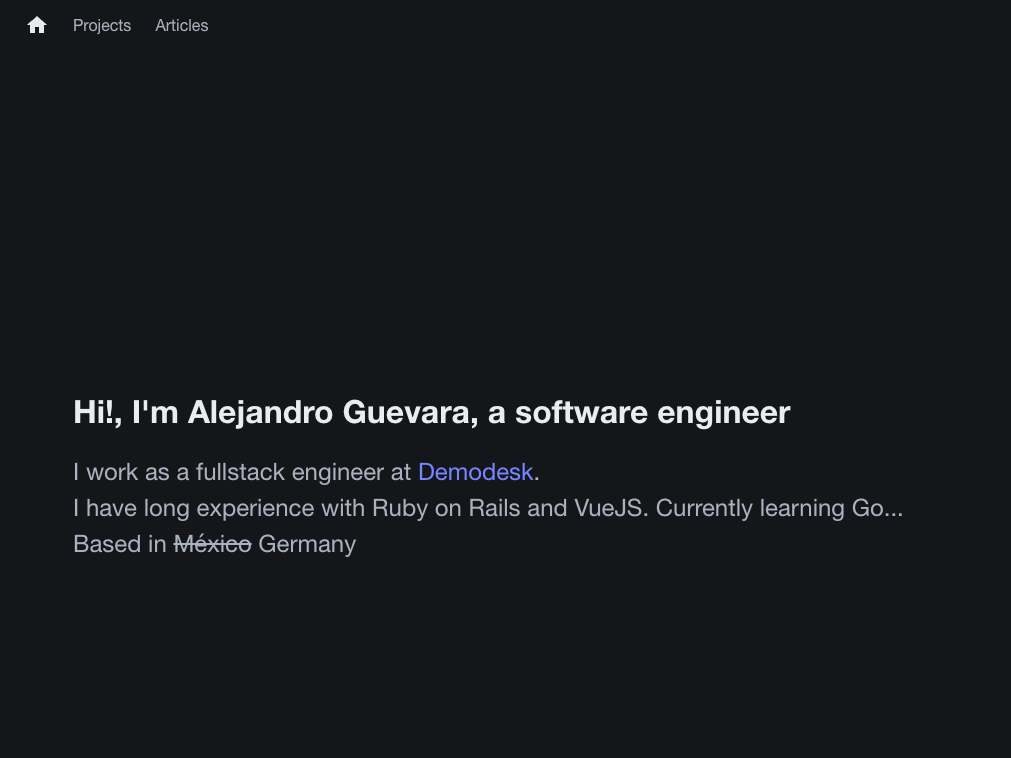 Projects Articles
Hi!, I'm Alejandro Guevara, a software engineer
I work as a fullstack engineer at Demodesk.
I have long experience with Ruby on Rails and VueJS. Currently learning Go...
Based in México Germany